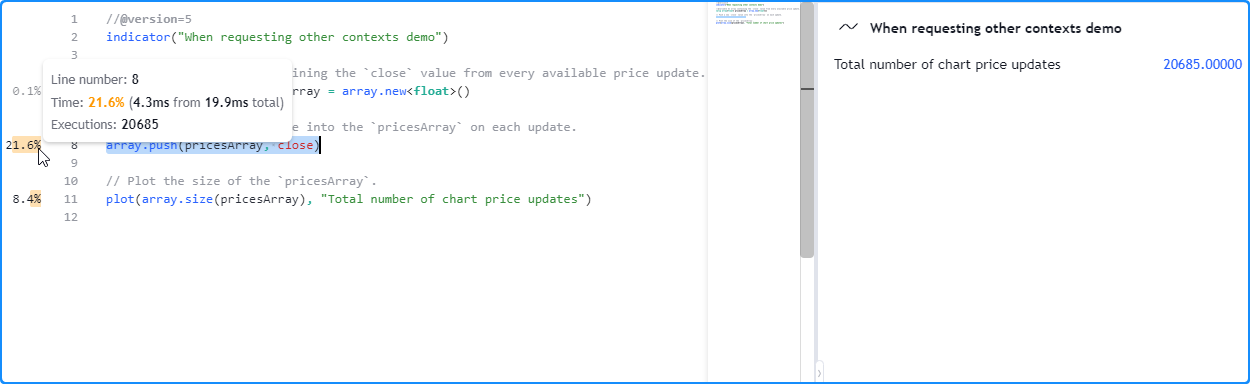 1 //@version=5
2 indicator("When requesting other contexts demo")
3
ining the `close` value from every available price update.
0.1% rray = array.new<float>()
e into the `pricesArray` on each update.
21.6% 8 array.push(pricesArray, close)
9
10 // Plot the size of the `pricesArray`.
8.4% 11 plot(array.size(pricesArray), "Total number of chart price updates")
12
Line number: 8
Time: 21.6% (4.3ms from 19.9ms total)
Executions: 20685
When requesting other contexts demo
Total number of chart price updates 20685.00000